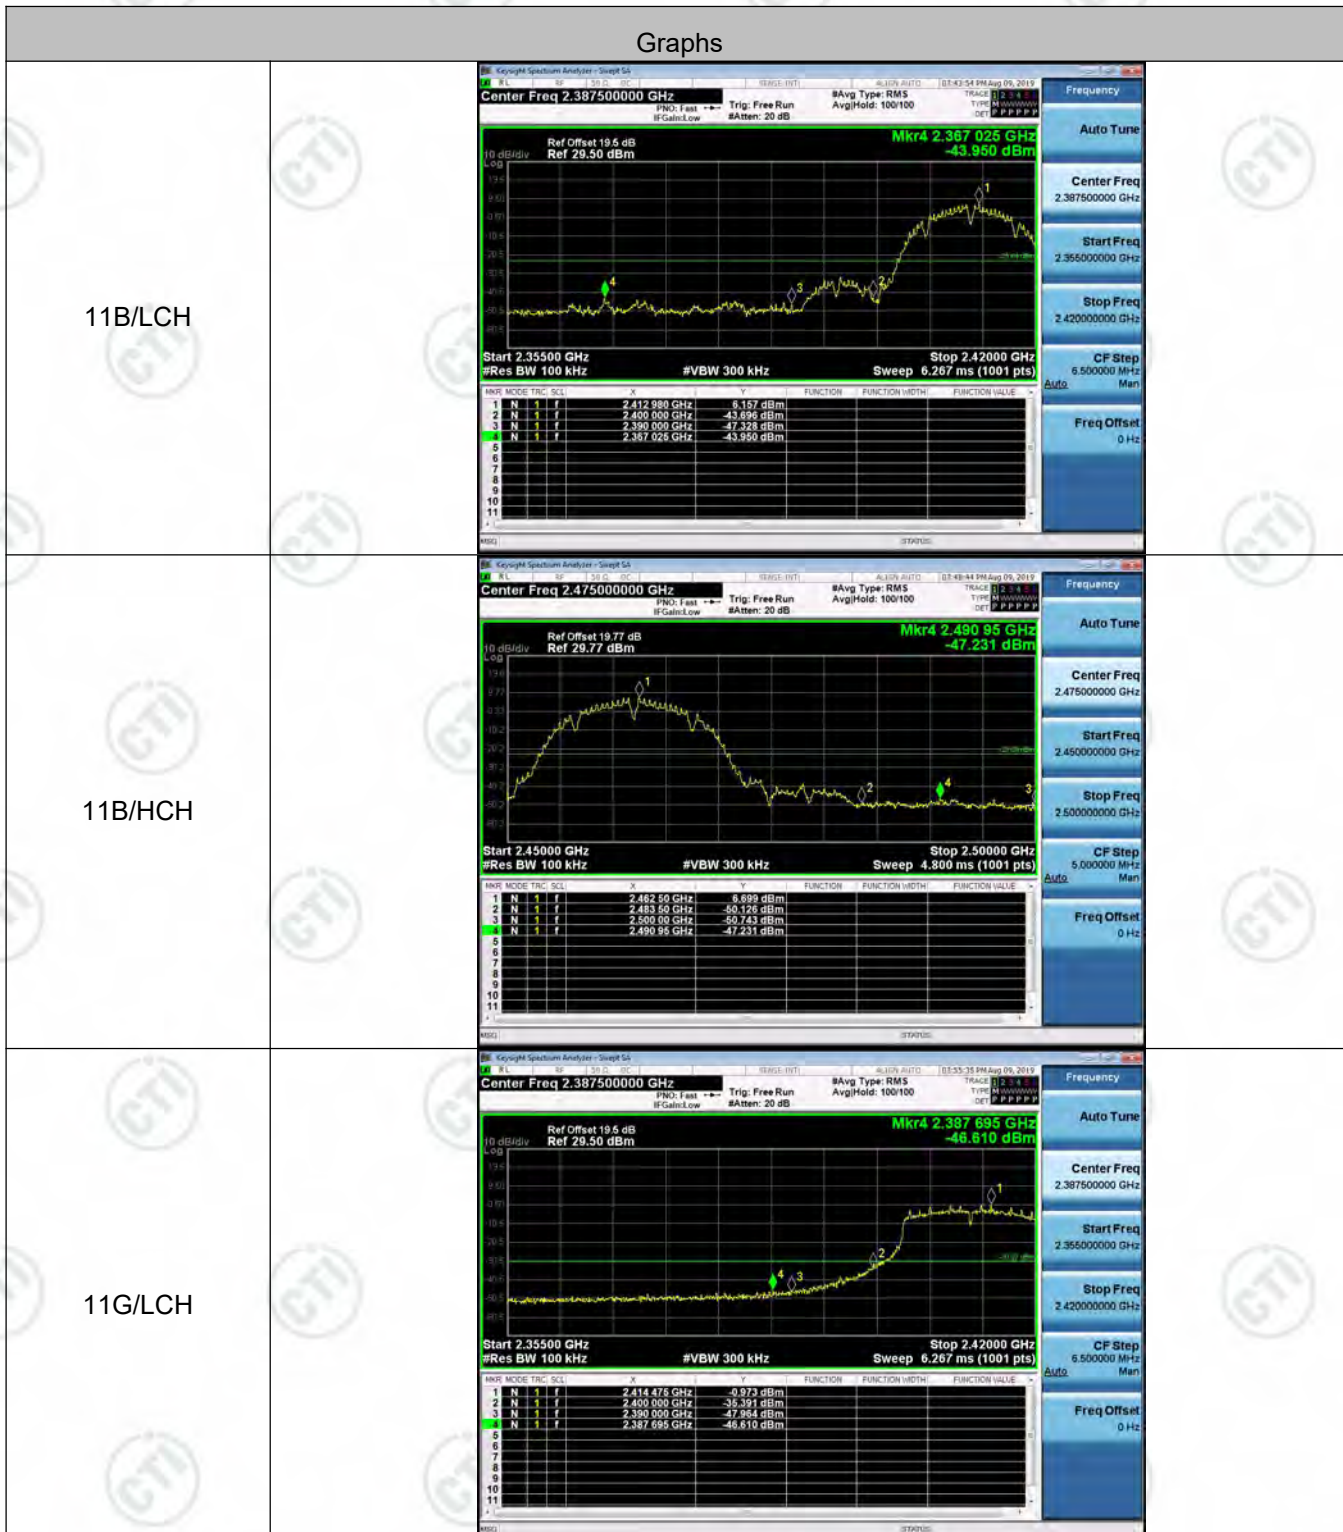 Graphs
11B/LCH
Keysight Spectrum Analyzer - Swept SA
Center Freq 2.387500000 GHz
PNO: Fast
IFGain:Low
Trig: Free Run
#Atten: 20 dB
#Avg Type: RMS
Avg|Hold: 100/100
03:43:54 PM Aug 09, 2019
TRACE
TYPE
DET P P P P P P
Frequency
Auto Tune
Center Freq
2.387500000 GHz
Start Freq
2.355000000 GHz
Stop Freq
2.420000000 GHz
CF Step
6.500000 MHz
Auto Man
Freq Offset
0 Hz
Mkr4 2.367 025 GHz
-43.950 dBm
Ref Offset 19.5 dB
10 dB/div Ref 29.50 dBm
Log
Start 2.35500 GHz Stop 2.42000 GHz
#Res BW 100 kHz #VBW 300 kHz Sweep 6.267 ms (1001 pts)
MKR MODE TRC SCL X Y FUNCTION FUNCTION WIDTH FUNCTION VALUE
1 N 1 f 2.412 980 GHz 6.157 dBm
2 N 1 f 2.400 000 GHz -43.696 dBm
3 N 1 f 2.390 000 GHz -47.328 dBm
4 N 1 f 2.367 025 GHz -43.950 dBm
5
6
7
8
9
10
11
MSG STATUS
11B/HCH
Keysight Spectrum Analyzer - Swept SA
Center Freq 2.475000000 GHz
PNO: Fast
IFGain:Low
Trig: Free Run
#Atten: 20 dB
#Avg Type: RMS
Avg|Hold: 100/100
03:48:44 PM Aug 09, 2019
TRACE
TYPE
DET P P P P P P
Frequency
Auto Tune
Center Freq
2.475000000 GHz
Start Freq
2.450000000 GHz
Stop Freq
2.500000000 GHz
CF Step
5.000000 MHz
Auto Man
Freq Offset
0 Hz
Mkr4 2.490 95 GHz
-47.231 dBm
Ref Offset 19.77 dB
10 dB/div Ref 29.77 dBm
Log
Start 2.45000 GHz Stop 2.50000 GHz
#Res BW 100 kHz #VBW 300 kHz Sweep 4.800 ms (1001 pts)
MKR MODE TRC SCL X Y FUNCTION FUNCTION WIDTH FUNCTION VALUE
1 N 1 f 2.462 50 GHz 6.699 dBm
2 N 1 f 2.483 50 GHz -50.126 dBm
3 N 1 f 2.500 00 GHz -50.743 dBm
4 N 1 f 2.490 95 GHz -47.231 dBm
5
6
7
8
9
10
11
MSG STATUS
11G/LCH
Keysight Spectrum Analyzer - Swept SA
Center Freq 2.387500000 GHz
PNO: Fast
IFGain:Low
Trig: Free Run
#Atten: 20 dB
#Avg Type: RMS
Avg|Hold: 100/100
03:55:35 PM Aug 09, 2019
TRACE
TYPE
DET P P P P P P
Frequency
Auto Tune
Center Freq
2.387500000 GHz
Start Freq
2.355000000 GHz
Stop Freq
2.420000000 GHz
CF Step
6.500000 MHz
Auto Man
Freq Offset
0 Hz
Mkr4 2.387 695 GHz
-46.610 dBm
Ref Offset 19.5 dB
10 dB/div Ref 29.50 dBm
Log
Start 2.35500 GHz Stop 2.42000 GHz
#Res BW 100 kHz #VBW 300 kHz Sweep 6.267 ms (1001 pts)
MKR MODE TRC SCL X Y FUNCTION FUNCTION WIDTH FUNCTION VALUE
1 N 1 f 2.414 475 GHz -0.973 dBm
2 N 1 f 2.400 000 GHz -35.391 dBm
3 N 1 f 2.390 000 GHz -47.964 dBm
4 N 1 f 2.387 695 GHz -46.610 dBm
5
6
7
8
9
10
11
MSG STATUS
CTI